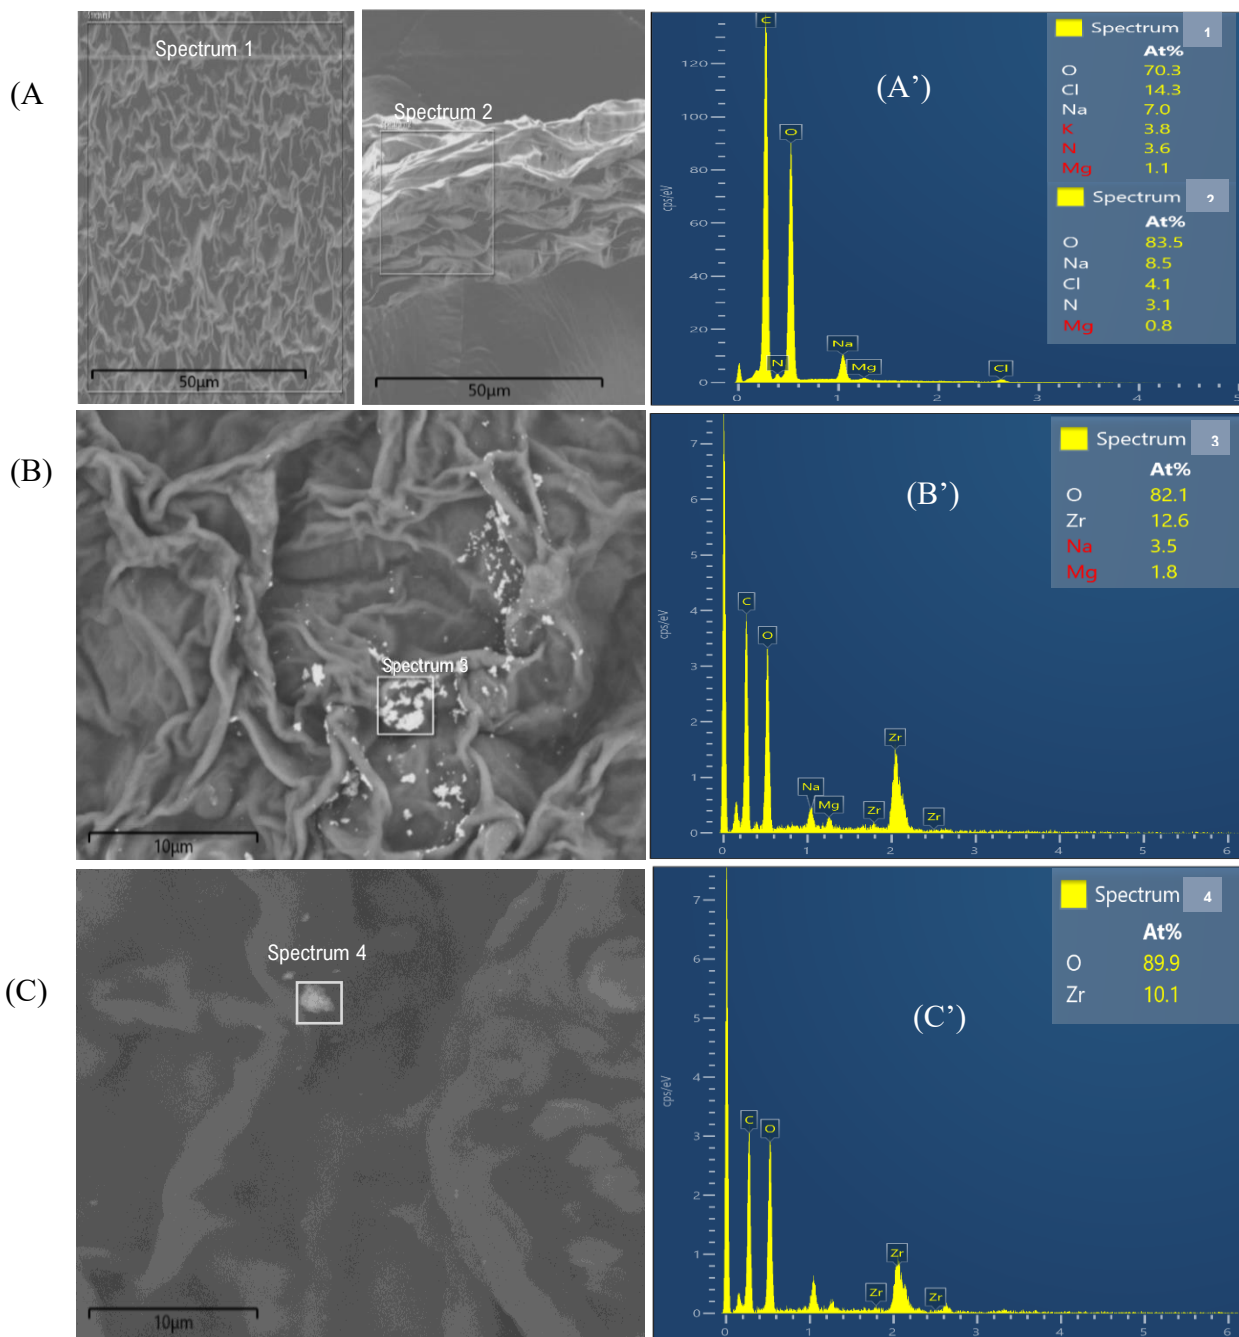 (A
Spectrum 1
50µm
Spectrum 2
50µm
(A')
cps/eV
120
100
80
60
40
20
0
C
O
N
Na
Mg
Cl
0 1 2 3 4 5
Spectrum 1
At%
O 70.3
Cl 14.3
Na 7.0
K 3.8
N 3.6
Mg 1.1
Spectrum 2
At%
O 83.5
Na 8.5
Cl 4.1
N 3.1
Mg 0.8
(B)
Spectrum 3
10µm
(B')
cps/eV
7
6
5
4
3
2
1
0
C
O
Na
Mg
Zr
Zr
Zr
0 1 2 3 4 5 6
Spectrum 3
At%
O 82.1
Zr 12.6
Na 3.5
Mg 1.8
(C)
Spectrum 4
10µm
(C')
cps/eV
7
6
5
4
3
2
1
0
C
O
Zr
Zr
Zr
0 1 2 3 4 5 6
Spectrum 4
At%
O 89.9
Zr 10.1